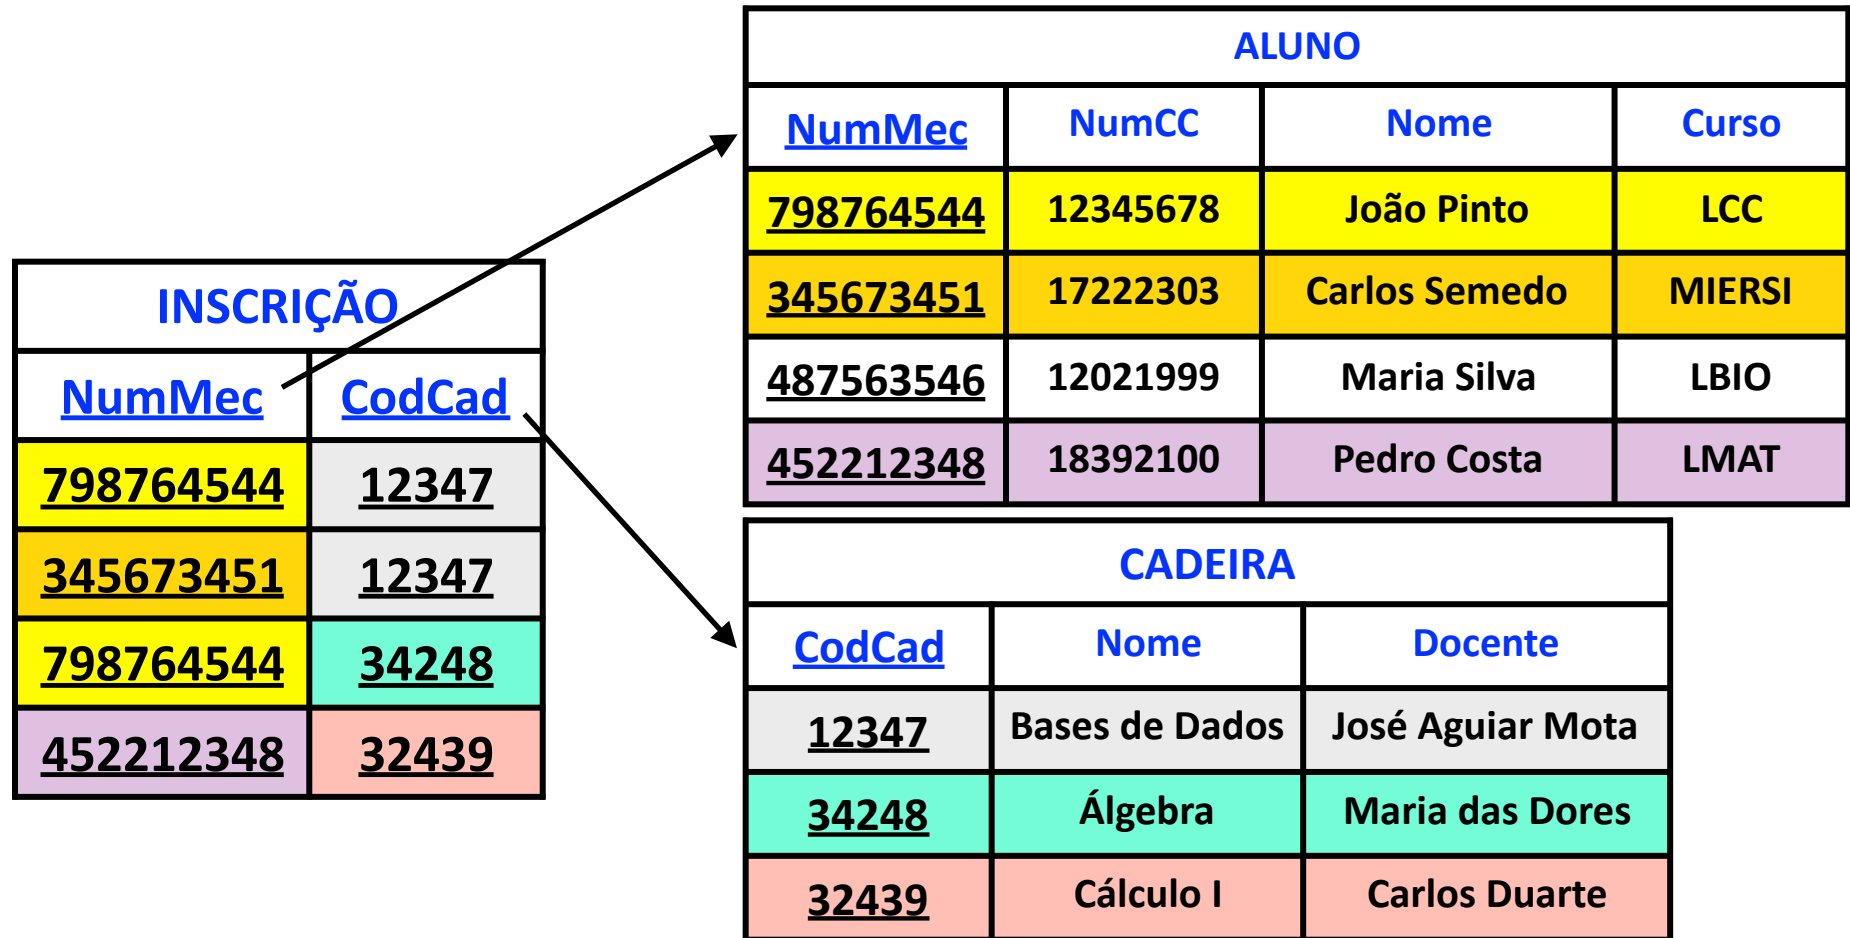 INSCRIÇÃO
NumMec CodCad
798764544 12347
345673451 12347
798764544 34248
452212348 32439
ALUNO
NumMec NumCC Nome Curso
798764544 12345678 João Pinto LCC
345673451 17222303 Carlos Semedo MIERSI
487563546 12021999 Maria Silva LBIO
452212348 18392100 Pedro Costa LMAT
CADEIRA
CodCad Nome Docente
12347 Bases de Dados José Aguiar Mota
34248 Álgebra Maria das Dores
32439 Cálculo I Carlos Duarte